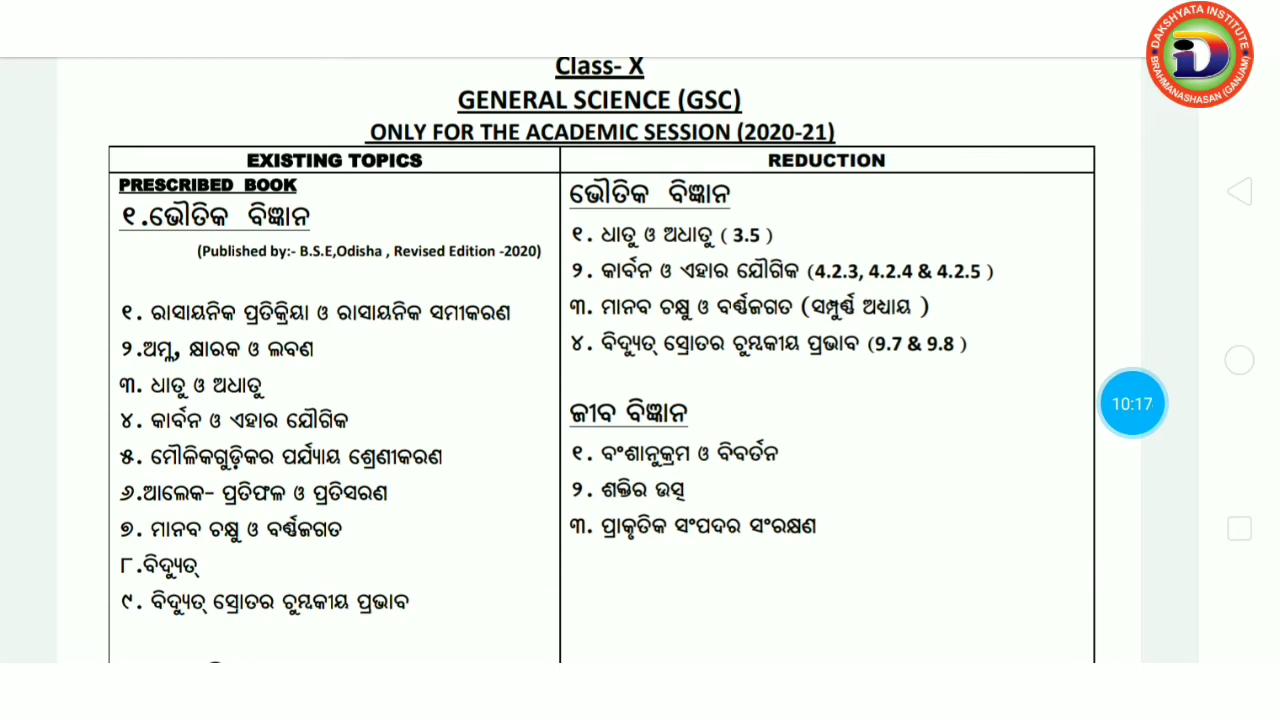 DAKSHYATA INSTITUTE
BRAHMANASHASAN (GANJAM)
Class- X
GENERAL SCIENCE (GSC)
ONLY FOR THE ACADEMIC SESSION (2020-21)
EXISTING TOPICS
PRESCRIBED BOOK
୧.ଭୌତିକ ବିଜ୍ଞାନ
(Published by:- B.S.E,Odisha , Revised Edition -2020)
୧. ରାସାୟନିକ ପ୍ରତିକ୍ରିୟା ଓ ରାସାୟନିକ ସମୀକରଣ
୨.ଅମ୍ଳ, କ୍ଷାରକ ଓ ଲବଣ
୩. ଧାତୁ ଓ ଅଧାତୁ
୪. କାର୍ବନ ଓ ଏହାର ଯୌଗିକ
୫. ମୌଳିକଗୁଡ଼ିକର ପର୍ଯ୍ୟାୟ ଶ୍ରେଣୀକରଣ
୬.ଆଲେକ- ପ୍ରତିଫଳ ଓ ପ୍ରତିସରଣ
୭. ମାନବ ଚକ୍ଷୁ ଓ ବର୍ଣ୍ଣଜଗତ
୮.ବିଦ୍ୟୁତ୍
୯. ବିଦ୍ୟୁତ୍ ସ୍ରୋତର ଚୁମ୍ବକୀୟ ପ୍ରଭାବ
REDUCTION
ଭୌତିକ ବିଜ୍ଞାନ
୧. ଧାତୁ ଓ ଅଧାତୁ ( 3.5 )
୨. କାର୍ବନ ଓ ଏହାର ଯୌଗିକ (4.2.3, 4.2.4 & 4.2.5 )
୩. ମାନବ ଚକ୍ଷୁ ଓ ବର୍ଣ୍ଣଜଗତ (ସମ୍ପୁର୍ଣ୍ଣ ଅଧ୍ୟାୟ )
୪. ବିଦ୍ୟୁତ୍ ସ୍ରୋତର ଚୁମ୍ବକୀୟ ପ୍ରଭାବ (9.7 & 9.8 )
ଜୀବ ବିଜ୍ଞାନ
୧. ବଂଶାନୁକ୍ରମ ଓ ବିବର୍ତନ
୨. ଶକ୍ତିର ଉତ୍ସ
୩. ପ୍ରାକୃତିକ ସଂପଦର ସଂରକ୍ଷଣ
10:17